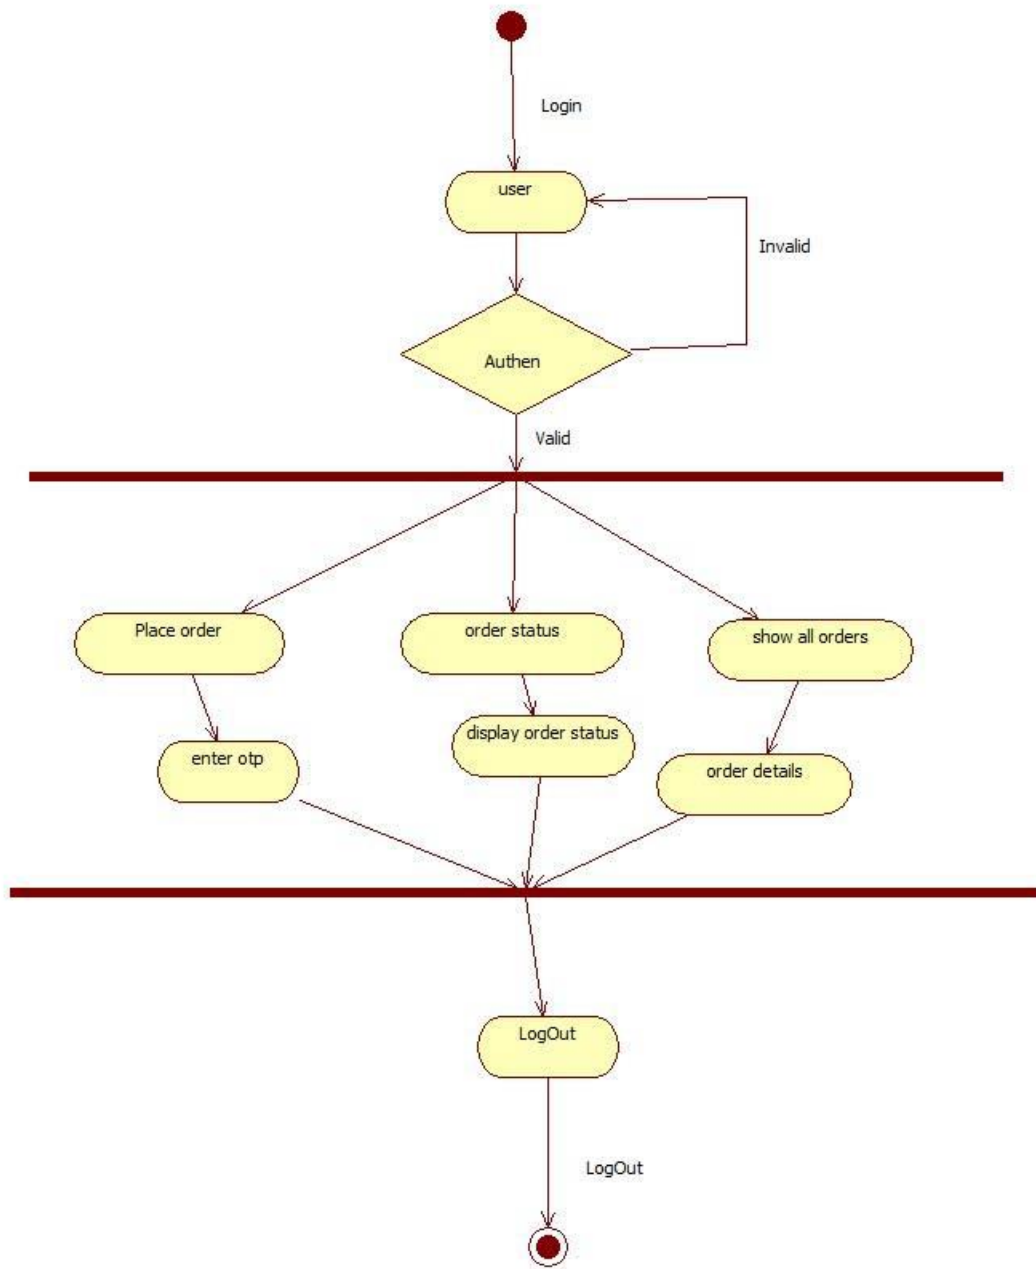 Login
user
Invalid
Authen
Valid
Place order
order status
show all orders
enter otp
display order status
order details
LogOut
LogOut